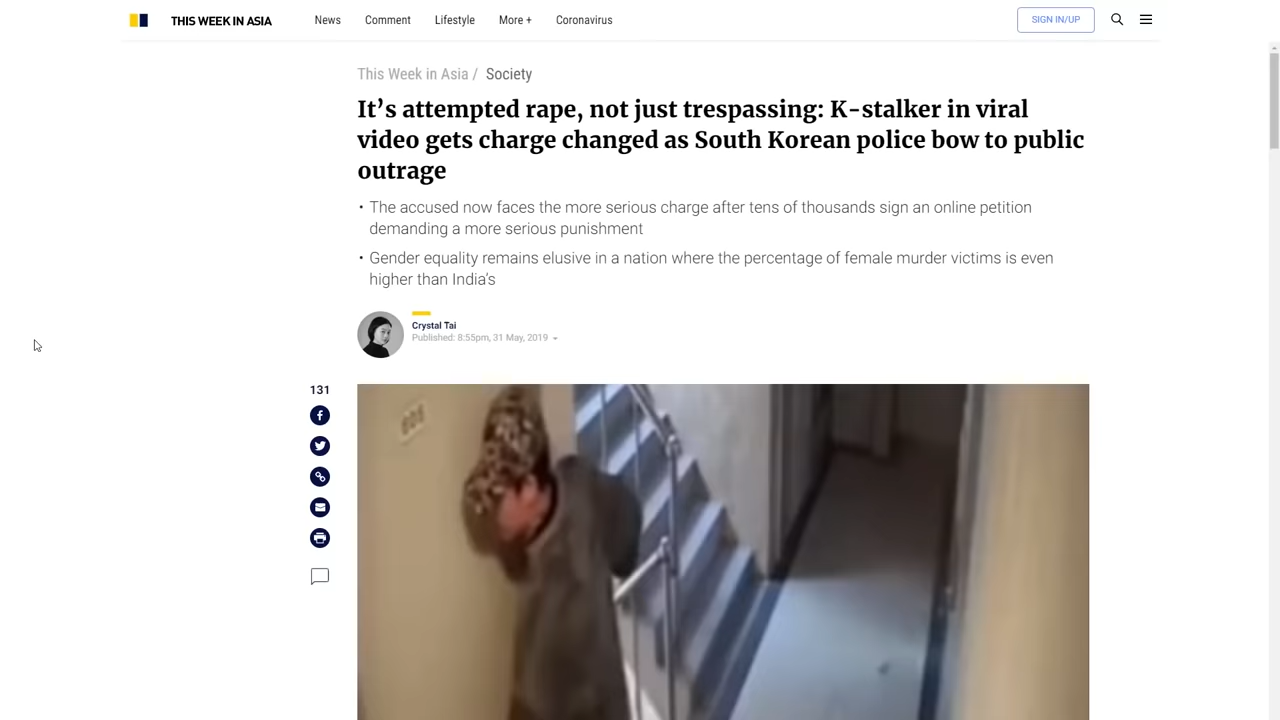 THIS WEEK IN ASIA
News Comment Lifestyle More + Coronavirus
SIGN IN/UP
This Week in Asia / Society
It’s attempted rape, not just trespassing: K-stalker in viral
video gets charge changed as South Korean police bow to public
outrage
• The accused now faces the more serious charge after tens of thousands sign an online petition
demanding a more serious punishment
• Gender equality remains elusive in a nation where the percentage of female murder victims is even
higher than India’s
Crystal Tai
Published: 8:55pm, 31 May, 2019
131